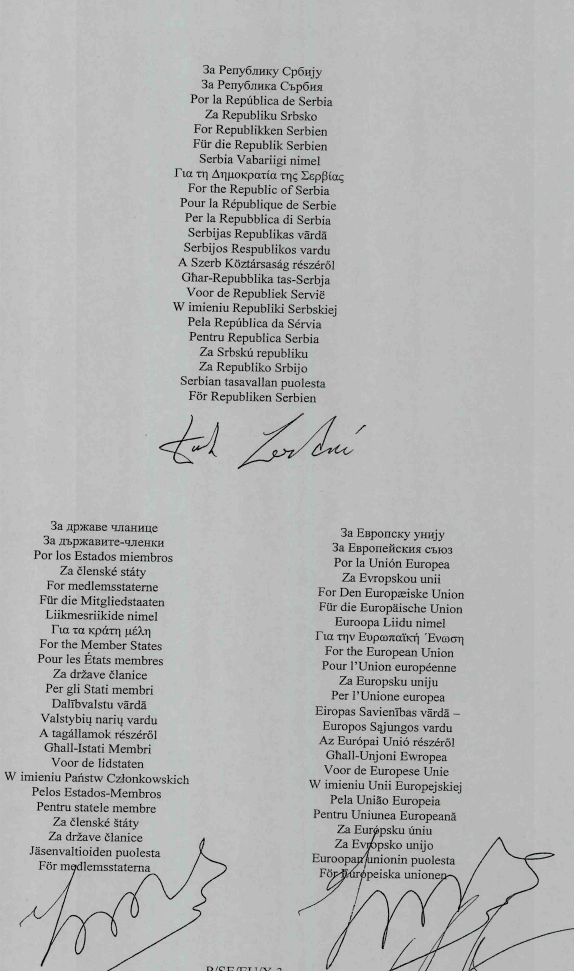 За Републику Србију
За Република Сърбия
Por la República de Serbia
Za Republiku Srbsko
For Republikken Serbien
Für die Republik Serbien
Serbia Vabariigi nimel
Για τη Δημοκρατία της Σερβίας
For the Republic of Serbia
Pour la République de Serbie
Per la Repubblica di Serbia
Serbijas Republikas vārdā
Serbijos Respublikos vardu
A Szerb Köztársaság részéről
Għar-Repubblika tas-Serbja
Voor de Republiek Servië
W imieniu Republiki Serbskiej
Pela República da Sérvia
Pentru Republica Serbia
Za Srbskú republiku
Za Republiko Srbijo
Serbian tasavallan puolesta
För Republiken Serbien
За државе чланице
За държавите-членки
Por los Estados miembros
Za členské státy
For medlemsstaterne
Für die Mitgliedstaaten
Liikmesriikide nimel
Για τα κράτη μέλη
For the Member States
Pour les États membres
Za države članice
Per gli Stati membri
Dalībvalstu vārdā
Valstybių narių vardu
A tagállamok részéről
Għall-Istati Membri
Voor de lidstaten
W imieniu Państw Członkowskich
Pelos Estados-Membros
Pentru statele membre
Za členské štáty
Za države članice
Jäsenvaltioiden puolesta
För medlemsstaterna
За Европску унију
За Европейския съюз
Por la Unión Europea
Za Evropskou unii
For Den Europæiske Union
Für die Europäische Union
Euroopa Liidu nimel
Για την Ευρωπαϊκή Ένωση
For the European Union
Pour l'Union européenne
Za Europsku uniju
Per l'Unione europea
Eiropas Savienības vārdā –
Europos Sąjungos vardu
Az Európai Unió részéről
Għall-Unjoni Ewropea
Voor de Europese Unie
W imieniu Unii Europejskiej
Pela União Europeia
Pentru Uniunea Europeană
Za Európsku úniu
Za Evropsko unijo
Euroopan unionin puolesta
För Europeiska unionen